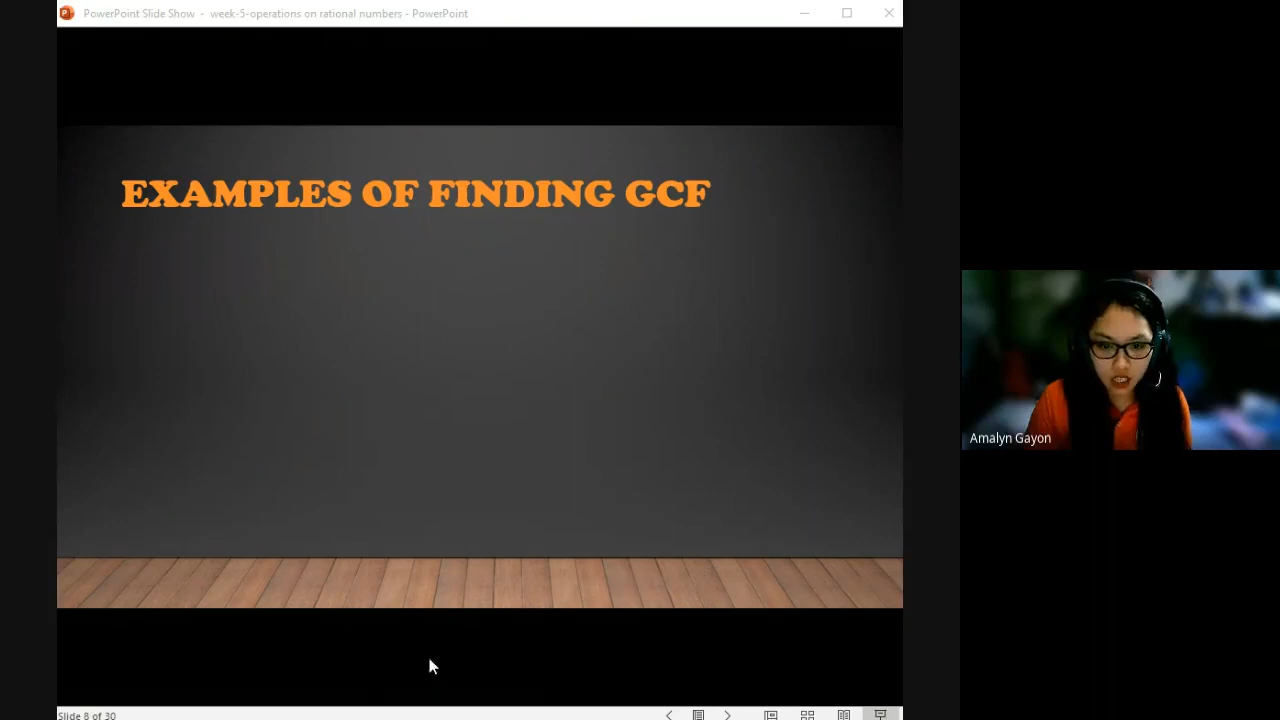 PowerPoint Slide Show - week-5-operations on rational numbers - PowerPoint
EXAMPLES OF FINDING GCF
Amalyn Gayon
Slide 8 of 30